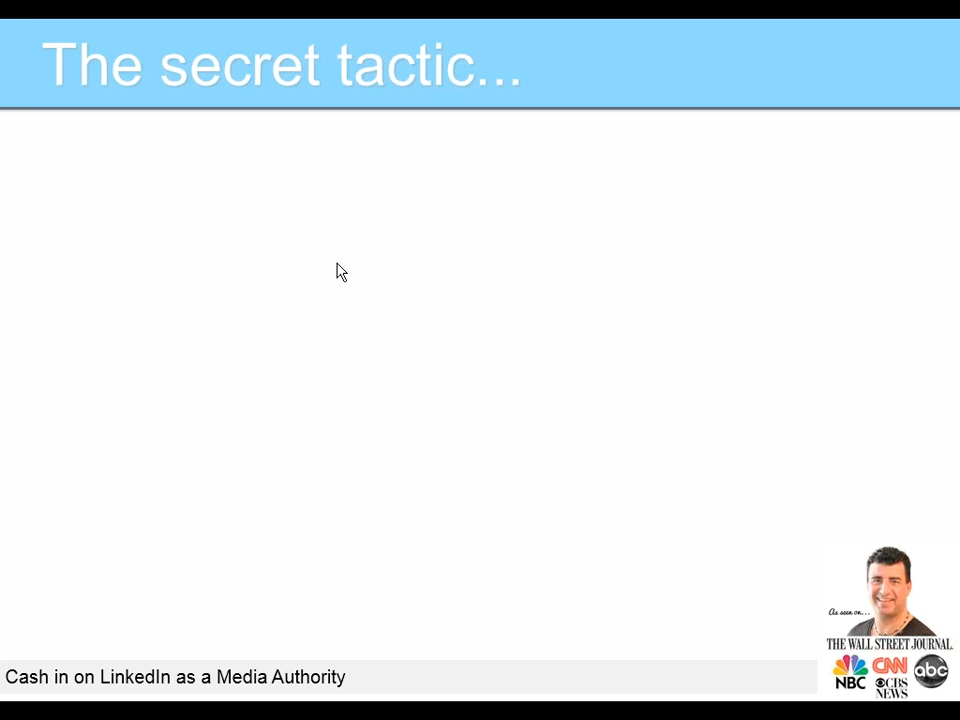 The secret tactic...
As seen on...
THE WALL STREET JOURNAL.
NBC
CNN
CBS
NEWS
abc
Cash in on LinkedIn as a Media Authority